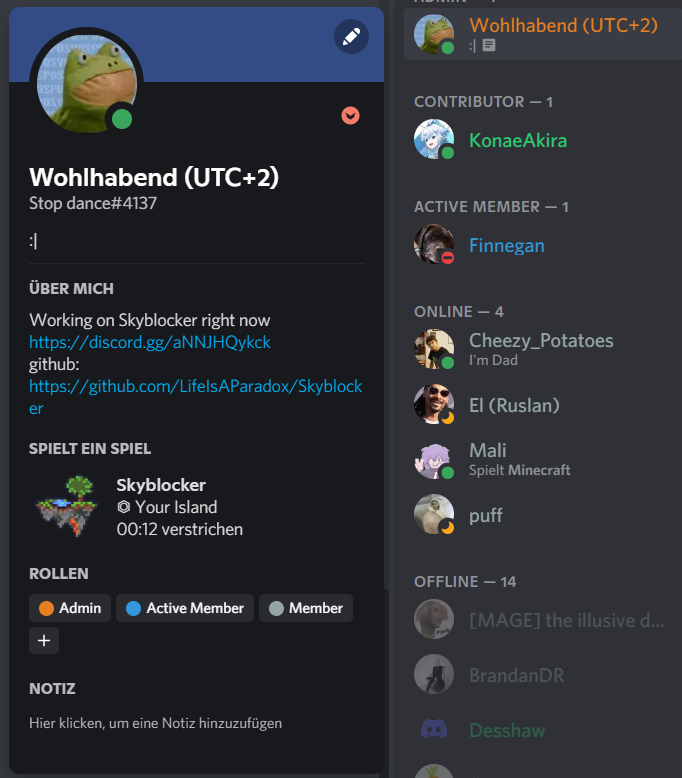 Wohlhabend (UTC+2)
Stop dance#4137
:|
ÜBER MICH
Working on Skyblocker right now
https://discord.gg/aNNJHQykck
github:
https://github.com/LifeIsAParadox/Skyblock
er
SPIELT EIN SPIEL
Skyblocker
⏣ Your Island
00:12 verstrichen
ROLLEN
Admin
Active Member
Member
+
NOTIZ
Hier klicken, um eine Notiz hinzuzufügen
Wohlhabend (UTC+2)
:|
CONTRIBUTOR — 1
KonaeAkira
ACTIVE MEMBER — 1
Finnegan
ONLINE — 4
Cheezy_Potatoes
I'm Dad
El (Ruslan)
Mali
Spielt Minecraft
puff
OFFLINE — 14
[MAGE] the illusive d...
BrandanDR
Desshaw